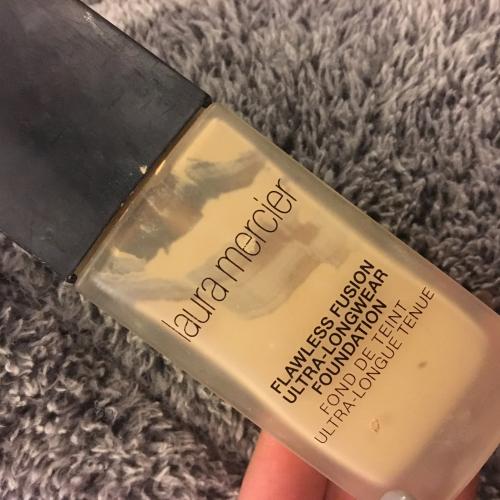 laura mercier
FLAWLESS FUSION
ULTRA-LONGWEAR
FOUNDATION
FOND DE TEINT
ULTRA-LONGUE TENUE